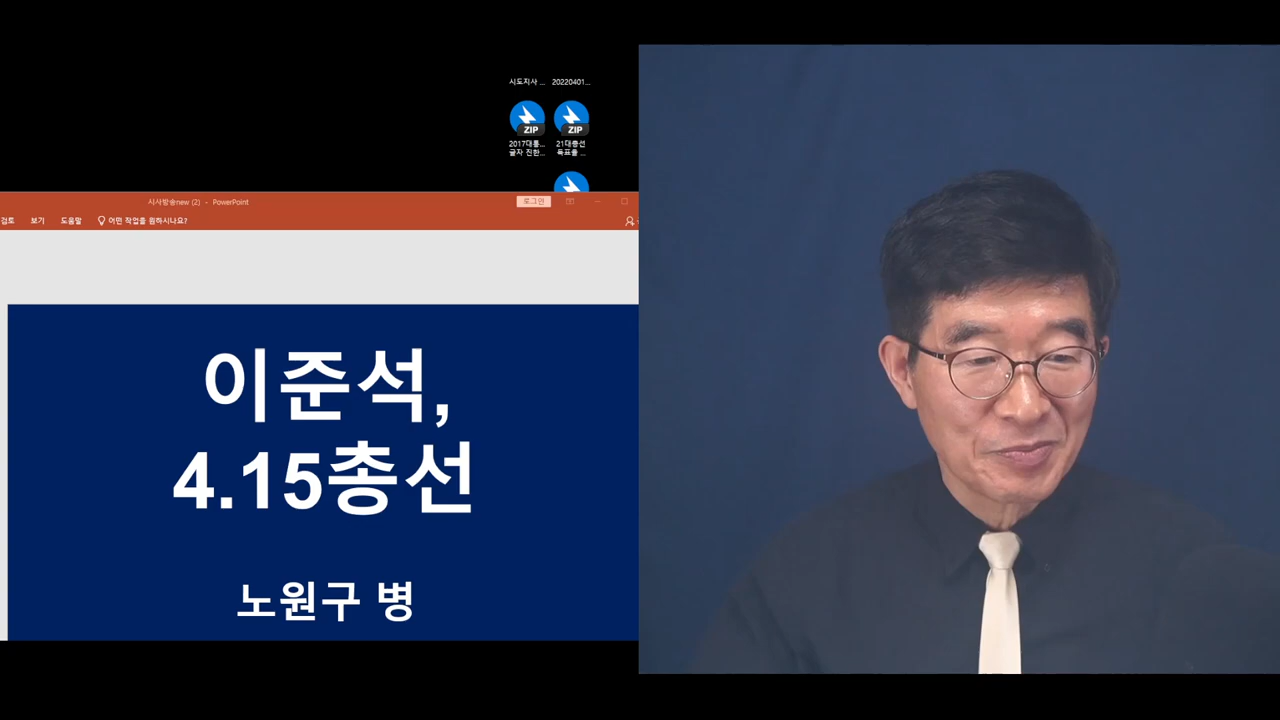 시도지사 ...
20220401...
ZIP
ZIP
2017대통...
글자 진한...
21대총선
득표율 ...
시사방송new (2) - PowerPoint
로그인
검토
보기
도움말
어떤 작업을 원하시나요?
이준석,
4.15총선
노원구 병